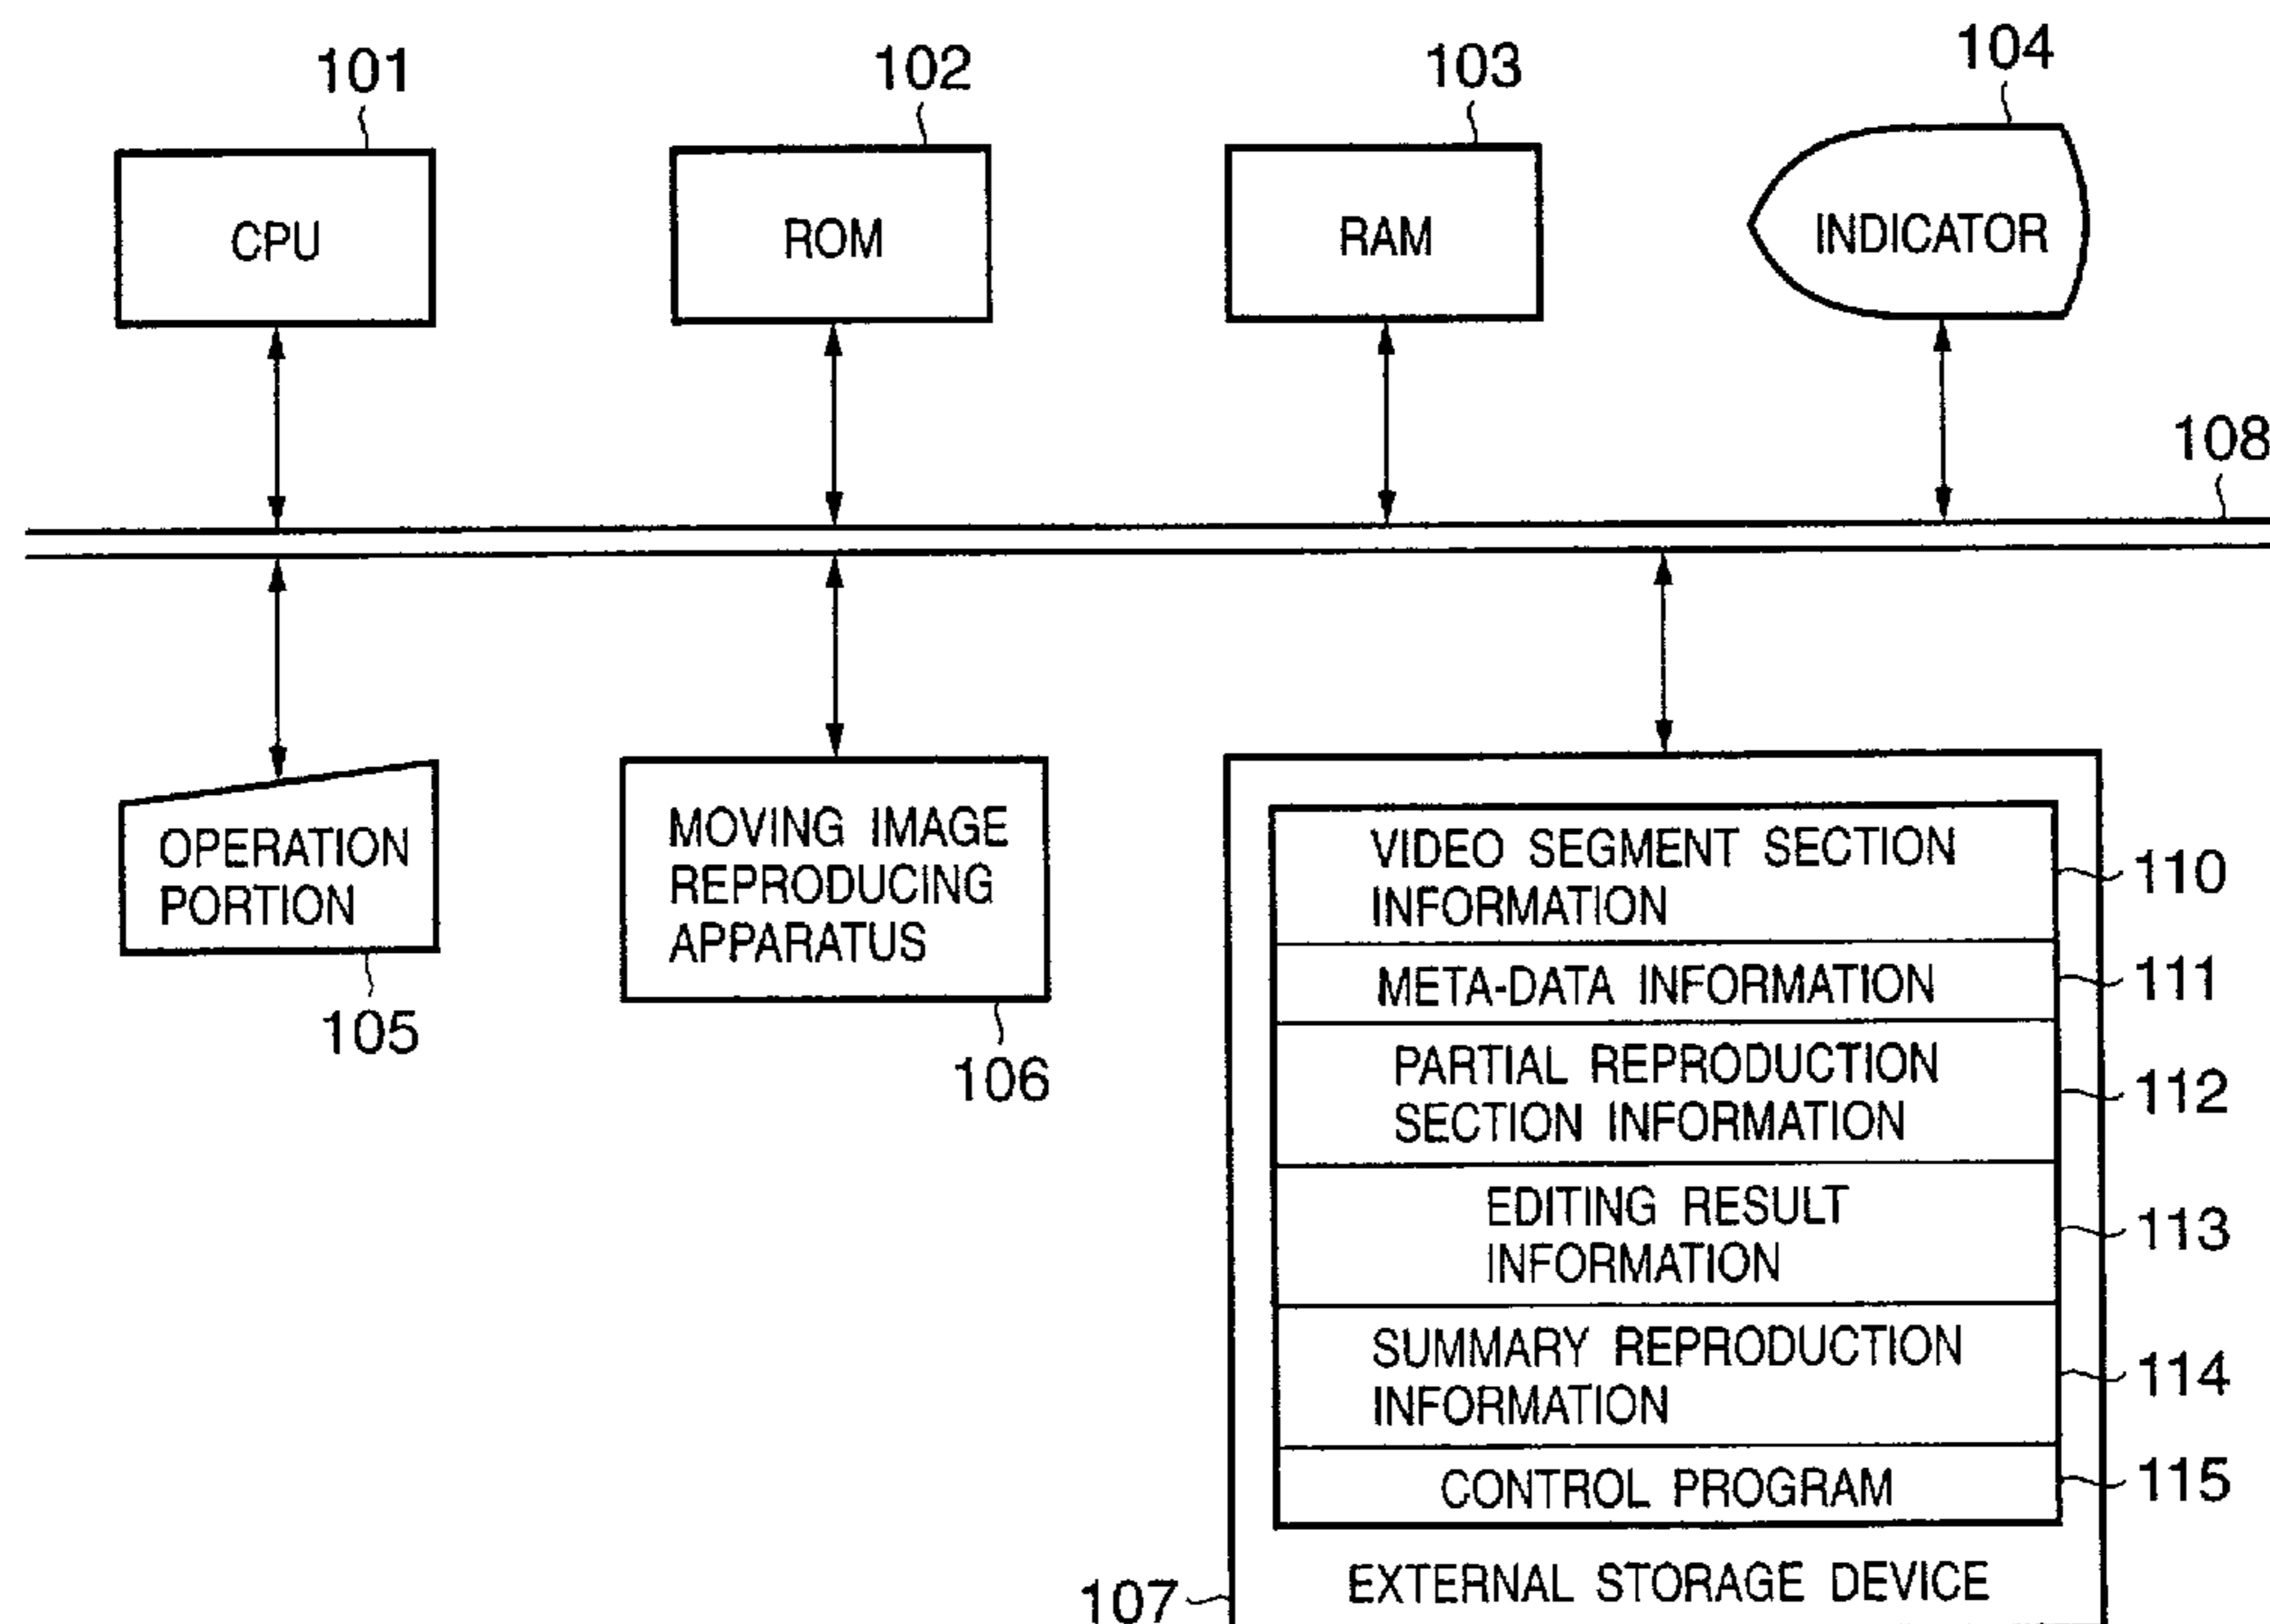 101
102
103
104
CPU
ROM
RAM
INDICATOR
108
OPERATION
PORTION
105
MOVING IMAGE
REPRODUCING
APPARATUS
106
VIDEO SEGMENT SECTION
INFORMATION
110
META-DATA INFORMATION
111
PARTIAL REPRODUCTION
SECTION INFORMATION
112
EDITING RESULT
INFORMATION
113
SUMMARY REPRODUCTION
INFORMATION
114
CONTROL PROGRAM
115
EXTERNAL STORAGE DEVICE
107